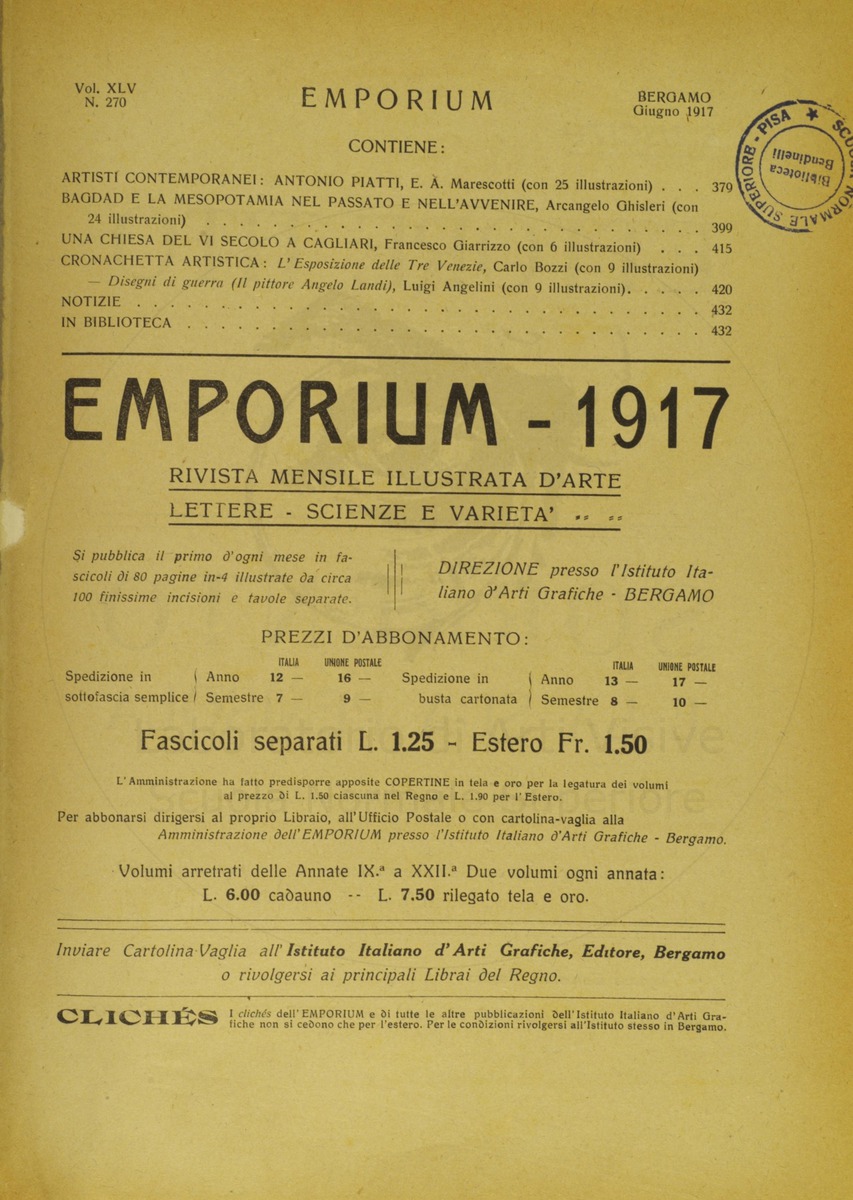 Vol. XLV
N. 270
EMPORIUM
BERGAMO
Giugno 1917
SCUOLA NORMALE SUPERIORE - PISA ★
Biblioteca
Bendinelli
CONTIENE:
ARTISTI CONTEMPORANEI: ANTONIO PIATTI, E. A. Marescotti (con 25 illustrazioni) . . . 379
BAGDAD E LA MESOPOTAMIA NEL PASSATO E NELL'AVVENIRE, Arcangelo Ghisleri (con
24 illustrazioni) . . . . . . . . . . . . . . . . . . . . . . . . 399
UNA CHIESA DEL VI SECOLO A CAGLIARI, Francesco Giarrizzo (con 6 illustrazioni) . . . 415
CRONACHETTA ARTISTICA: L'Esposizione delle Tre Venezie, Carlo Bozzi (con 9 illustrazioni)
— Disegni di guerra (Il pittore Angelo Landi), Luigi Angelini (con 9 illustrazioni). . . . . 420
NOTIZIE . . . . . . . . . . . . . . . . . . . . . . . . . . . . 432
IN BIBLIOTECA . . . . . . . . . . . . . . . . . . . . . . . . . 432
EMPORIUM - 1917
RIVISTA MENSILE ILLUSTRATA D'ARTE
LETTERE - SCIENZE E VARIETA'
Si pubblica il primo d'ogni mese in fa-
scicoli di 80 pagine in-4 illustrate da circa
100 finissime incisioni e tavole separate.
DIREZIONE presso l'Istituto Ita-
liano d'Arti Grafiche - BERGAMO
PREZZI D'ABBONAMENTO:
ITALIA UNIONE POSTALE
Spedizione in Anno 12 — 16 —
sottofascia semplice Semestre 7 — 9 —
ITALIA UNIONE POSTALE
Spedizione in Anno 13 — 17 —
busta cartonata Semestre 8 — 10 —
Fascicoli separati L. 1.25 - Estero Fr. 1.50
L'Amministrazione ha fatto predisporre apposite COPERTINE in tela e oro per la legatura dei volumi
al prezzo di L. 1.50 ciascuna nel Regno e L. 1.90 per l'Estero.
Per abbonarsi dirigersi al proprio Libraio, all'Ufficio Postale o con cartolina-vaglia alla
Amministrazione dell'EMPORIUM presso l'Istituto Italiano d'Arti Grafiche - Bergamo.
Volumi arretrati delle Annate IX.ª a XXII.ª Due volumi ogni annata:
L. 6.00 cadauno -- L. 7.50 rilegato tela e oro.
Inviare Cartolina-Vaglia all'Istituto Italiano d'Arti Grafiche, Editore, Bergamo
o rivolgersi ai principali Librai del Regno.
CLICHÉS
I clichés dell'EMPORIUM e di tutte le altre pubblicazioni dell'Istituto Italiano d'Arti Gra-
fiche non si cedono che per l'estero. Per le condizioni rivolgersi all'Istituto stesso in Bergamo.